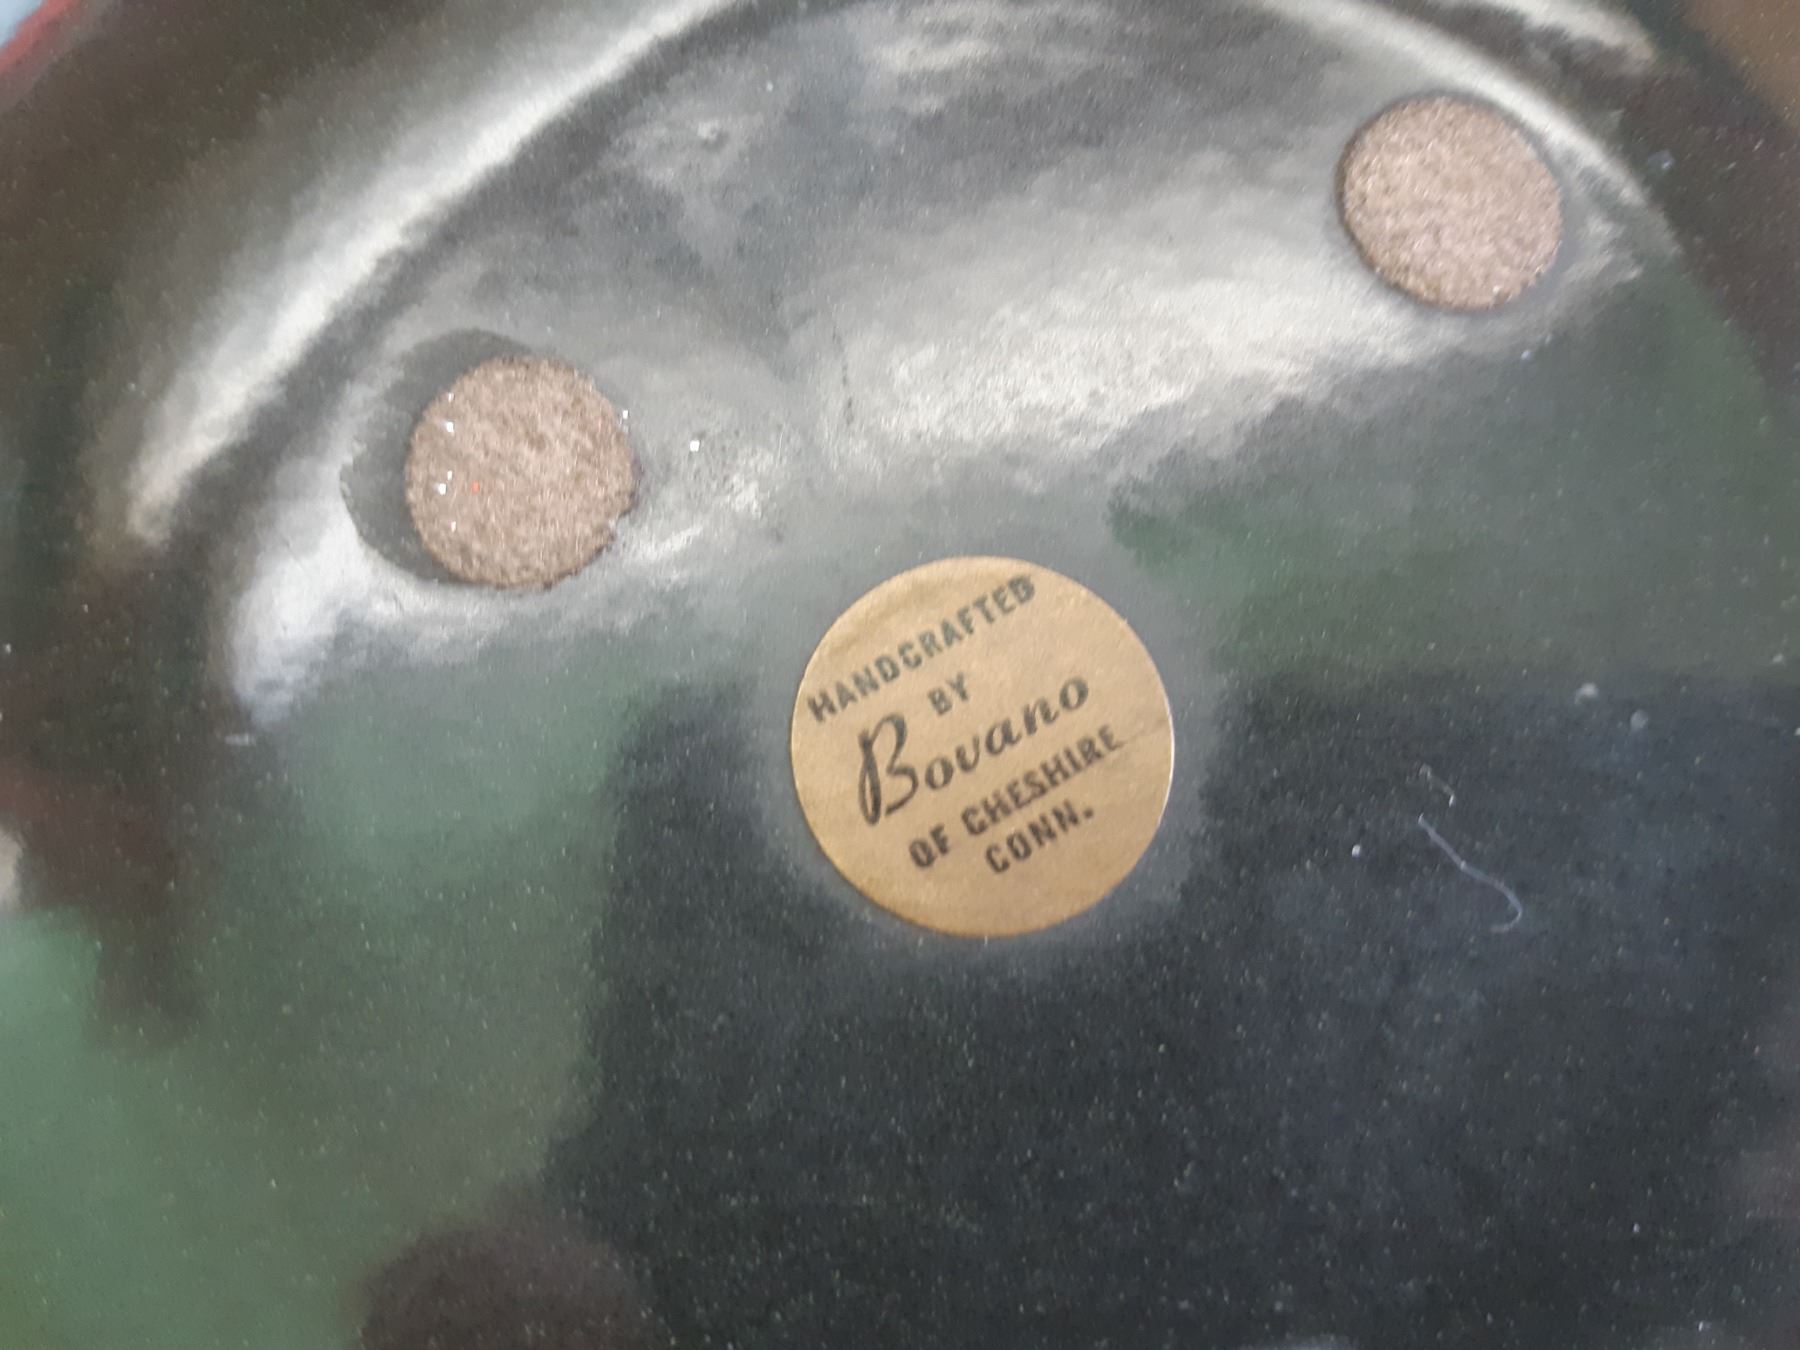 HANDCRAFTED
BY
Bovano
OF CHESHIRE
CONN.